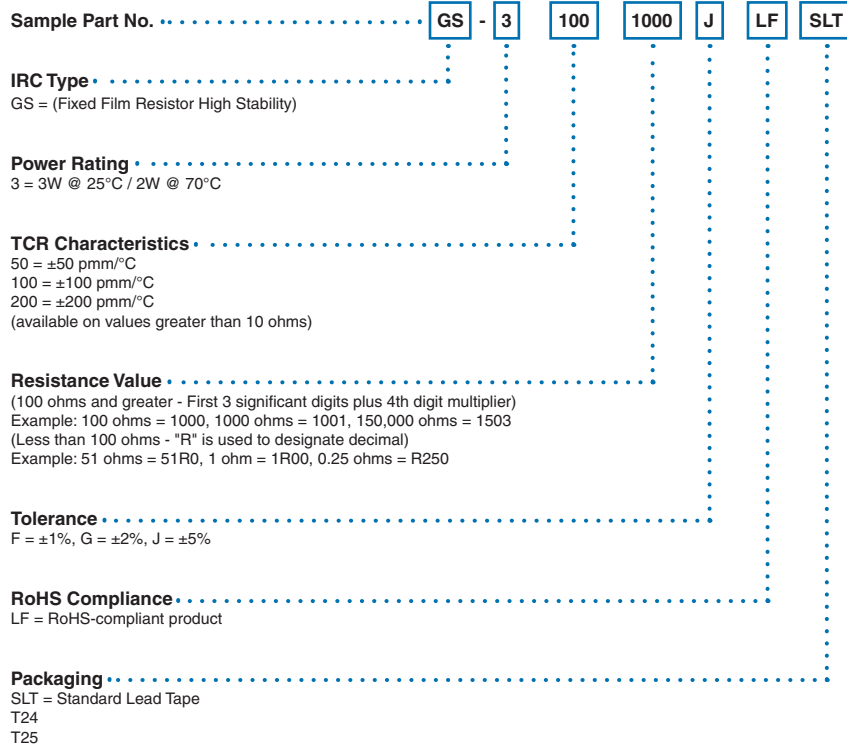 Sample Part No. GS - 3 100 1000 J LF SLT
IRC Type
GS = (Fixed Film Resistor High Stability)
Power Rating
3 = 3W @ 25°C / 2W @ 70°C
TCR Characteristics
50 = ±50 pmm/°C
100 = ±100 pmm/°C
200 = ±200 pmm/°C
(available on values greater than 10 ohms)
Resistance Value
(100 ohms and greater - First 3 significant digits plus 4th digit multiplier)
Example: 100 ohms = 1000, 1000 ohms = 1001, 150,000 ohms = 1503
(Less than 100 ohms - "R" is used to designate decimal)
Example: 51 ohms = 51R0, 1 ohm = 1R00, 0.25 ohms = R250
Tolerance
F = ±1%, G = ±2%, J = ±5%
RoHS Compliance
LF = RoHS-compliant product
Packaging
SLT = Standard Lead Tape
T24
T25